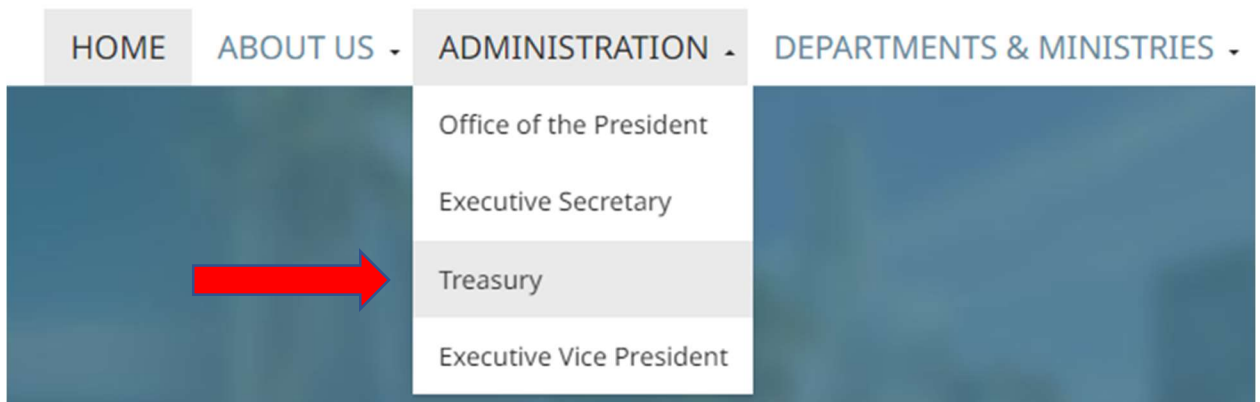 HOME ABOUT US ADMINISTRATION DEPARTMENTS & MINISTRIES
Office of the President
Executive Secretary
Treasury
Executive Vice President